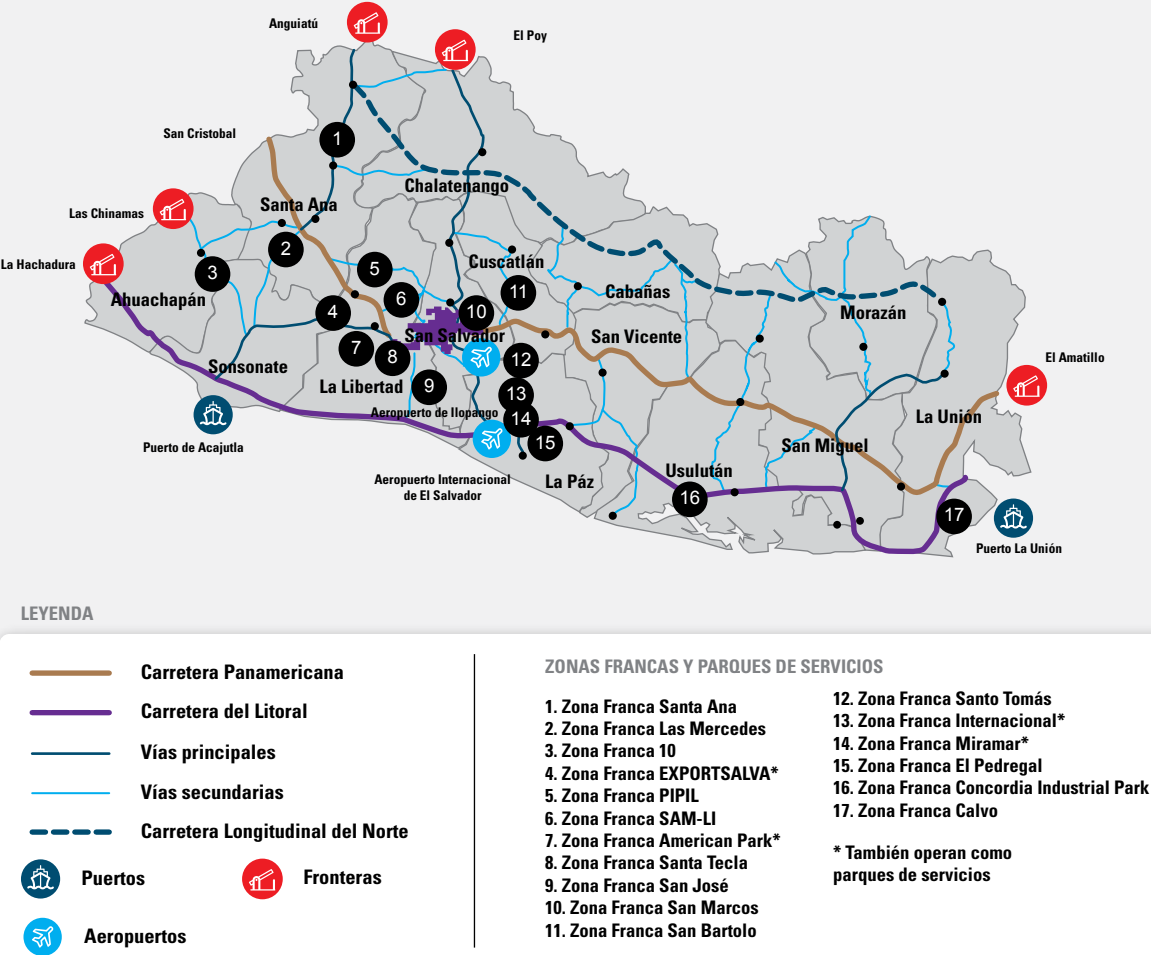 Anguiatú
El Poy
San Cristobal
1
Chalatenango
Santa Ana
Las Chinamas
2
La Hachadura
3
5
Cuscatlán
Ahuachapán
6
11
Cabañas
4
10
Morazán
San Salvador
San Vicente
7
8
12
El Amatillo
Sonsonate
La Libertad
9
13
Aeropuerto de Ilopango
14
La Unión
Puerto de Acajutla
15
San Miguel
Aeropuerto Internacional
de El Salvador
La Páz
Usulután
16
17
Puerto La Unión
LEYENDA
Carretera Panamericana
Carretera del Litoral
Vías principales
Vías secundarias
Carretera Longitudinal del Norte
Puertos
Fronteras
Aeropuertos
ZONAS FRANCAS Y PARQUES DE SERVICIOS
1. Zona Franca Santa Ana
2. Zona Franca Las Mercedes
3. Zona Franca 10
4. Zona Franca EXPORTSALVA*
5. Zona Franca PIPIL
6. Zona Franca SAM-LI
7. Zona Franca American Park*
8. Zona Franca Santa Tecla
9. Zona Franca San José
10. Zona Franca San Marcos
11. Zona Franca San Bartolo
12. Zona Franca Santo Tomás
13. Zona Franca Internacional*
14. Zona Franca Miramar*
15. Zona Franca El Pedregal
16. Zona Franca Concordia Industrial Park
17. Zona Franca Calvo
* También operan como
parques de servicios